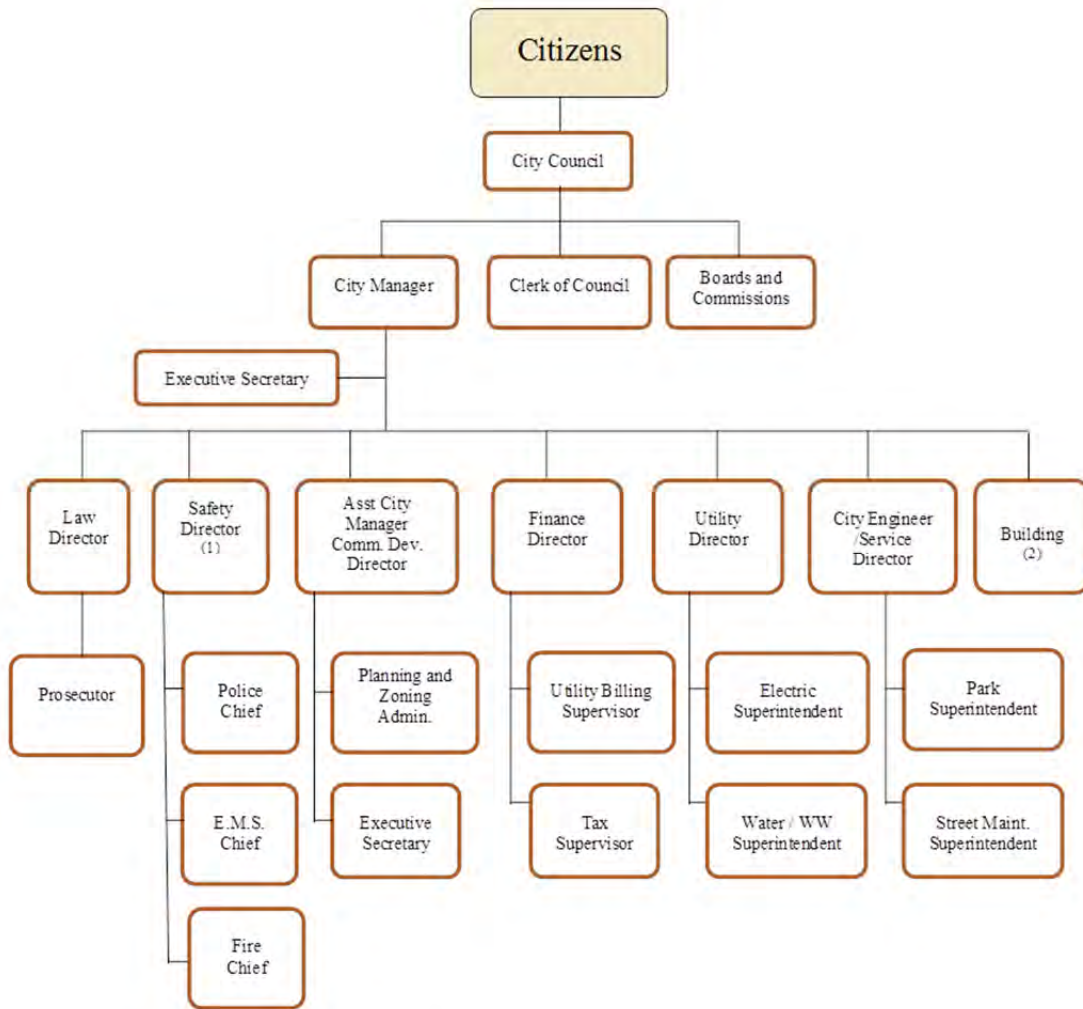 Citizens
City Council
City Manager
Clerk of Council
Boards and
Commissions
Executive Secretary
Law
Director
Safety
Director
(1)
Asst City
Manager
Comm. Dev.
Director
Finance
Director
Utility
Director
City Engineer
/Service
Director
Building
(2)
Prosecutor
Police
Chief
Planning and
Zoning
Admin.
Utility Billing
Supervisor
Electric
Superintendent
Park
Superintendent
E.M.S.
Chief
Executive
Secretary
Tax
Supervisor
Water / WW
Superintendent
Street Maint.
Superintendent
Fire
Chief